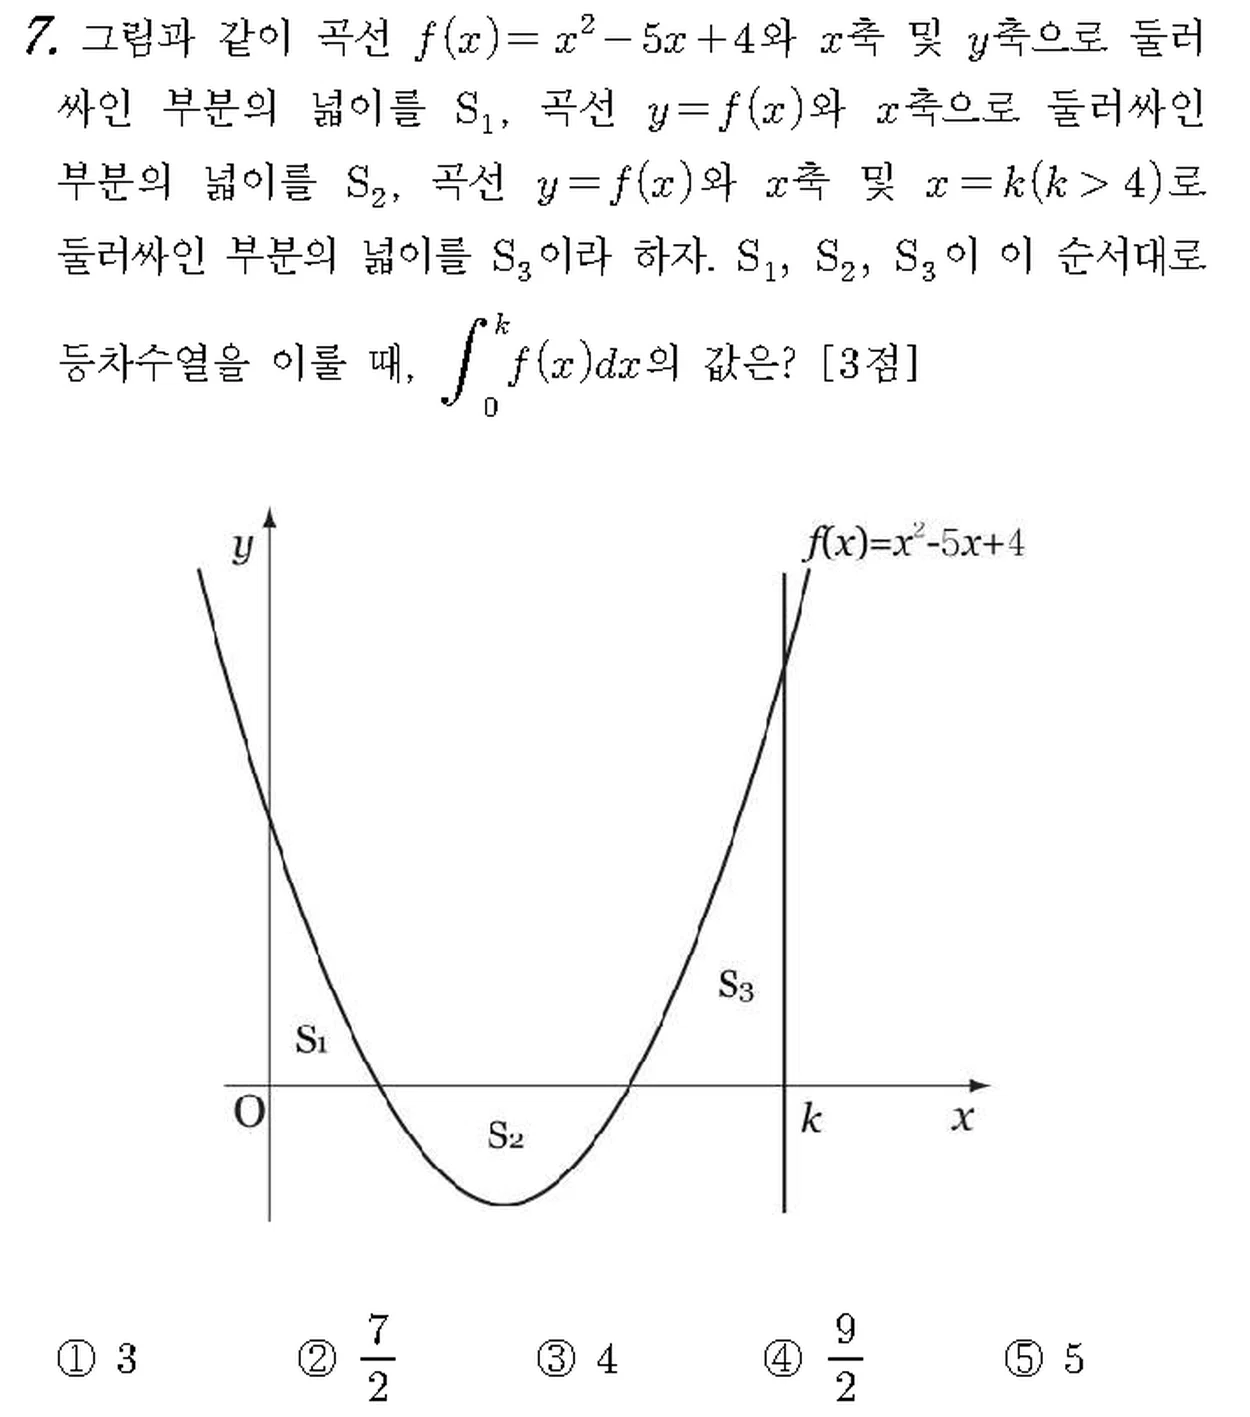 7. 그림과 같이 곡선 f(x)= x²−5x+4와 x축 및 y축으로 둘러
싸인 부분의 넓이를 S₁, 곡선 y=f(x)와 x축으로 둘러싸인
부분의 넓이를 S₂, 곡선 y=f(x)와 x축 및 x=k(k>4)로
둘러싸인 부분의 넓이를 S₃이라 하자. S₁, S₂, S₃이 이 순서대로
등차수열을 이룰 때, ∫₀ᵏ f(x)dx의 값은? [3점]
y
f(x)=x²-5x+4
S₁
S₂
S₃
O
k
x
① 3 ② 7/2 ③ 4 ④ 9/2 ⑤ 5